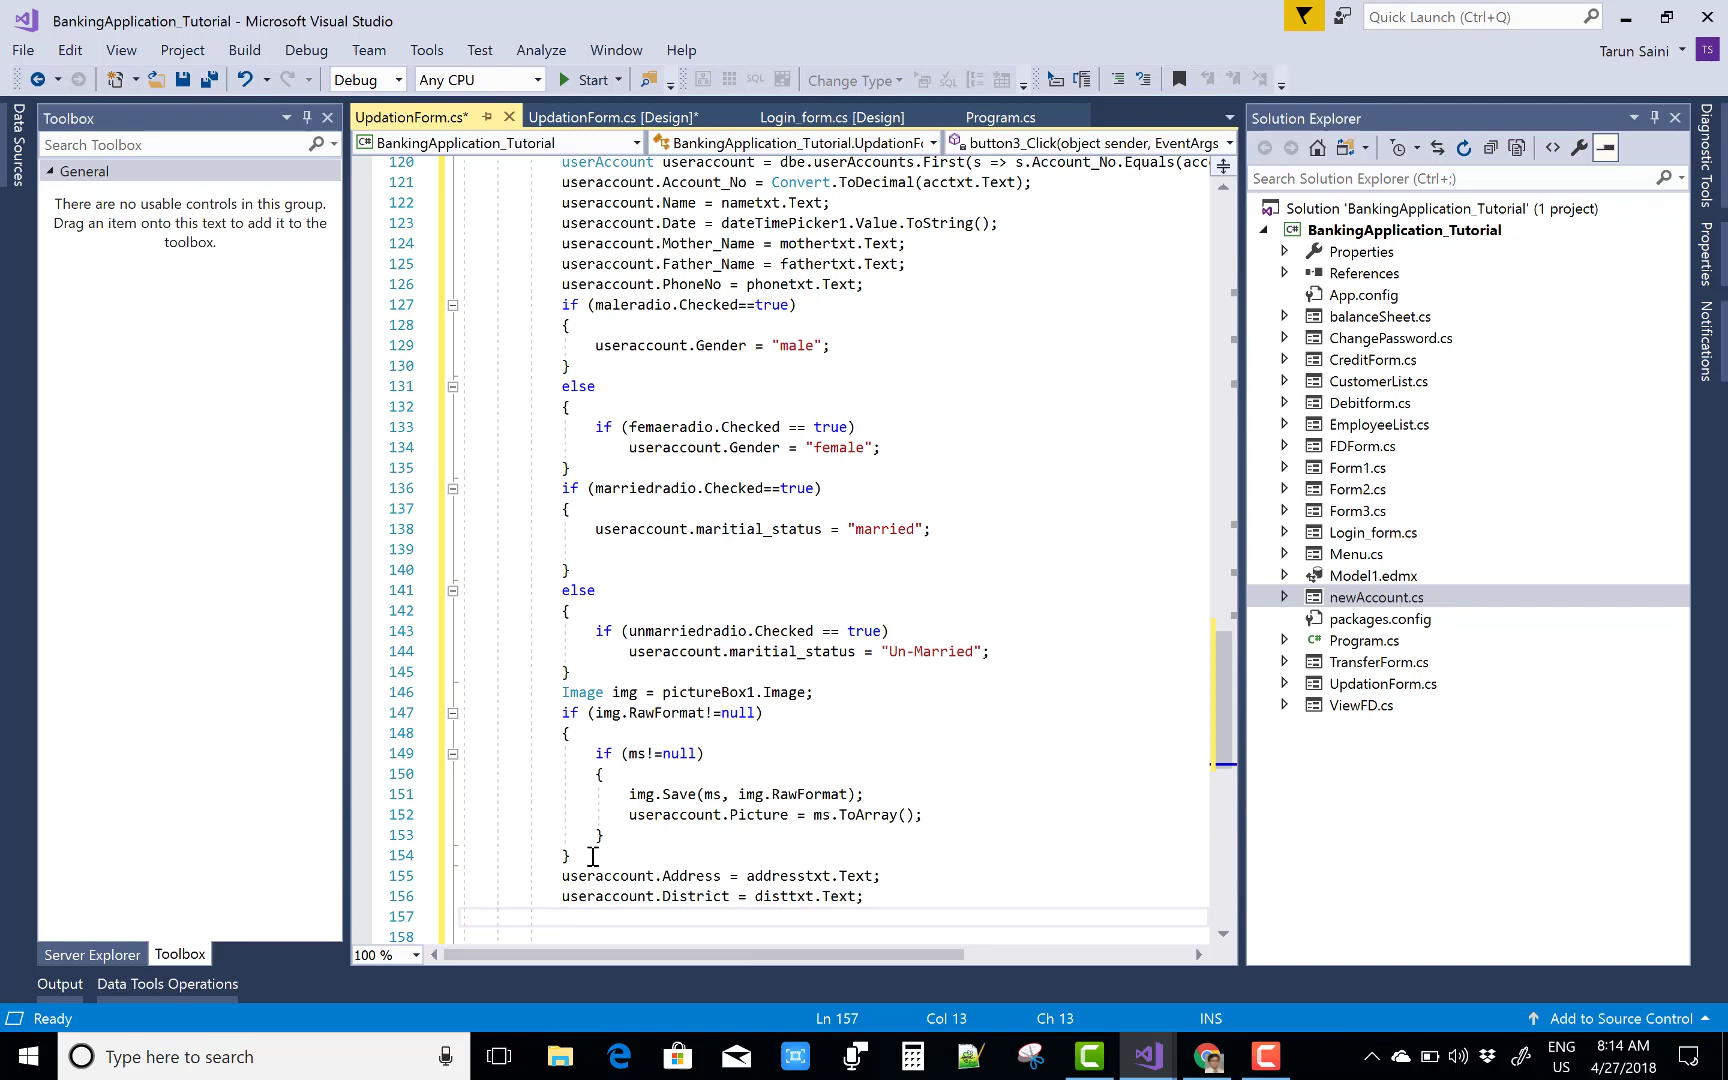 BankingApplication_Tutorial - Microsoft Visual Studio
Quick Launch (Ctrl+Q)
File Edit View Project Build Debug Team Tools Test Analyze Window Help
Tarun Saini TS
Debug Any CPU Start SQL Change Type
Data Sources
Toolbox
Search Toolbox
General
There are no usable controls in this group. Drag an item onto this text to add it to the toolbox.
Server Explorer Toolbox
UpdationForm.cs* UpdationForm.cs [Design]* Login_form.cs [Design] Program.cs
BankingApplication_Tutorial BankingApplication_Tutorial.UpdationFo button3_Click(object sender, EventArgs
120 userAccount useraccount = dbe.userAccounts.First(s => s.Account_No.Equals(acc
121 useraccount.Account_No = Convert.ToDecimal(acctxt.Text);
122 useraccount.Name = nametxt.Text;
123 useraccount.Date = dateTimePicker1.Value.ToString();
124 useraccount.Mother_Name = mothertxt.Text;
125 useraccount.Father_Name = fathertxt.Text;
126 useraccount.PhoneNo = phonetxt.Text;
127 if (maleradio.Checked==true)
128 {
129 useraccount.Gender = "male";
130 }
131 else
132 {
133 if (femaeradio.Checked == true)
134 useraccount.Gender = "female";
135 }
136 if (marriedradio.Checked==true)
137 {
138 useraccount.maritial_status = "married";
139
140 }
141 else
142 {
143 if (unmarriedradio.Checked == true)
144 useraccount.maritial_status = "Un-Married";
145 }
146 Image img = pictureBox1.Image;
147 if (img.RawFormat!=null)
148 {
149 if (ms!=null)
150 {
151 img.Save(ms, img.RawFormat);
152 useraccount.Picture = ms.ToArray();
153 }
154 }
155 useraccount.Address = addresstxt.Text;
156 useraccount.District = disttxt.Text;
157
158
100 %
Solution Explorer
Search Solution Explorer (Ctrl+;)
Solution 'BankingApplication_Tutorial' (1 project)
C# BankingApplication_Tutorial
Properties
References
App.config
balanceSheet.cs
ChangePassword.cs
CreditForm.cs
CustomerList.cs
Debitform.cs
EmployeeList.cs
FDForm.cs
Form1.cs
Form2.cs
Form3.cs
Login_form.cs
Menu.cs
Model1.edmx
newAccount.cs
packages.config
C# Program.cs
TransferForm.cs
UpdationForm.cs
ViewFD.cs
Diagnostic Tools
Properties
Notifications
Output Data Tools Operations
Ready Ln 157 Col 13 Ch 13 INS Add to Source Control
Type here to search
ENG US
8:14 AM
4/27/2018